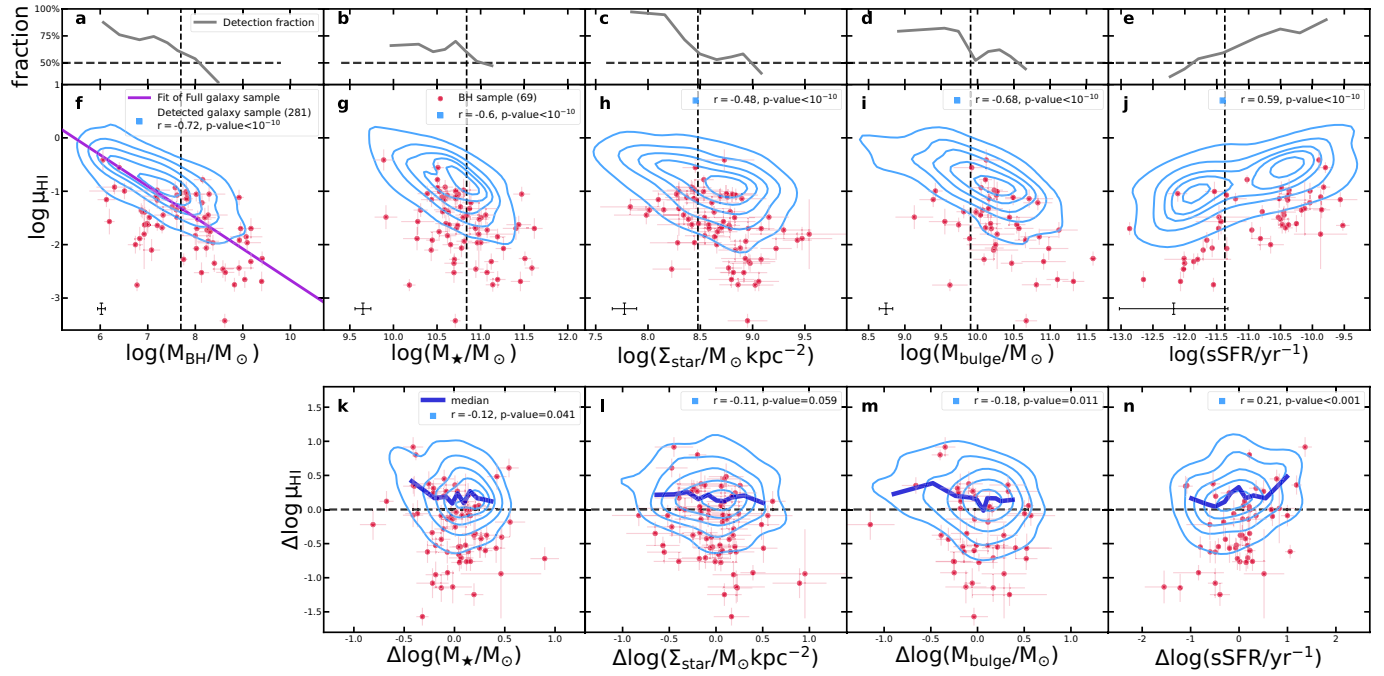 a
Detection fraction
b
c
d
e
100%
75%
50%
1
fraction
f
Fit of Full galaxy sample
Detected galaxy sample (281)
r = -0.72, p-value<10⁻¹⁰
g
BH sample (69)
r = -0.6, p-value<10⁻¹⁰
h
r = -0.48, p-value<10⁻¹⁰
i
r = -0.68, p-value<10⁻¹⁰
j
r = 0.59, p-value<10⁻¹⁰
0
-1
-2
-3
log μHI
6 7 8 9 10
9.5 10.0 10.5 11.0 11.5 12.0
7.5 8.0 8.5 9.0 9.5 10.0
8.5 9.0 9.5 10.0 10.5 11.0 11.5
-13.0 -12.5 -12.0 -11.5 -11.0 -10.5 -10.0 -9.5
log(M_BH/M⊙)
log(M★/M⊙)
log(Σstar/M⊙ kpc⁻²)
log(Mbulge/M⊙)
log(sSFR/yr⁻¹)
k
median
r = -0.12, p-value=0.041
l
r = -0.11, p-value=0.059
m
r = -0.18, p-value=0.011
n
r = 0.21, p-value<0.001
1.5
1.0
0.5
0.0
-0.5
-1.0
-1.5
Δlog μHI
-1.0 -0.5 0.0 0.5 1.0
-1.0 -0.5 0.0 0.5 1.0
-1.0 -0.5 0.0 0.5 1.0
-2 -1 0 1 2
Δlog(M★/M⊙)
Δlog(Σstar/M⊙kpc⁻²)
Δlog(Mbulge/M⊙)
Δlog(sSFR/yr⁻¹)